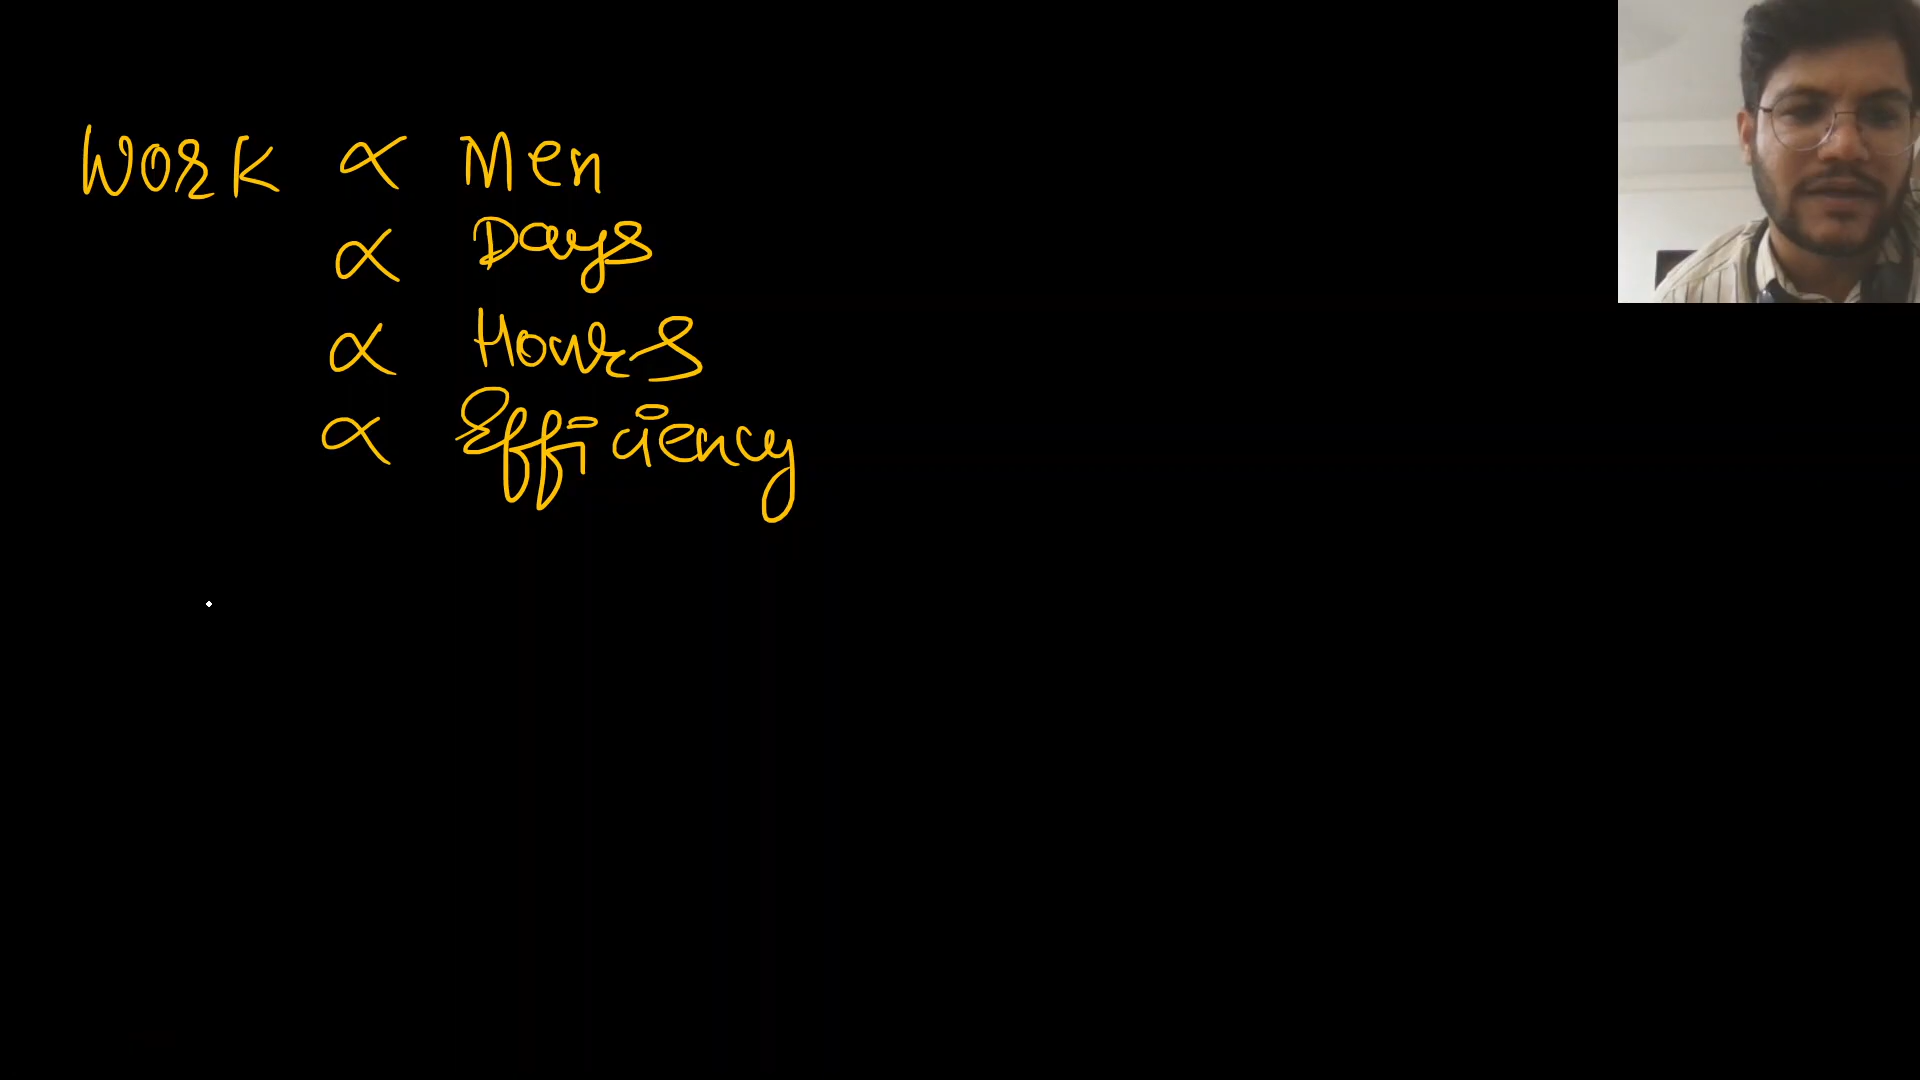 Work ∝ Men
∝ Days
∝ Hours
∝ Efficiency